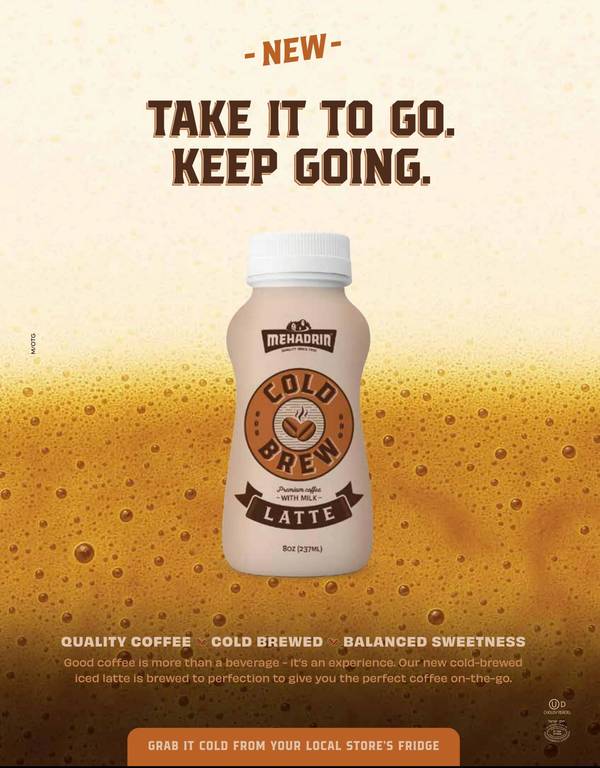 - NEW -
TAKE IT TO GO.
KEEP GOING.
M/OTG
MEHADRIN
COLD
BREW
Premium coffee
- WITH MILK -
LATTE
8OZ (237ML)
QUALITY COFFEE COLD BREWED BALANCED SWEETNESS
Good coffee is more than a beverage - it's an experience. Our new cold-brewed
iced latte is brewed to perfection to give you the perfect coffee on-the-go.
U D
CHOLOV YISROEL
GRAB IT COLD FROM YOUR LOCAL STORE'S FRIDGE